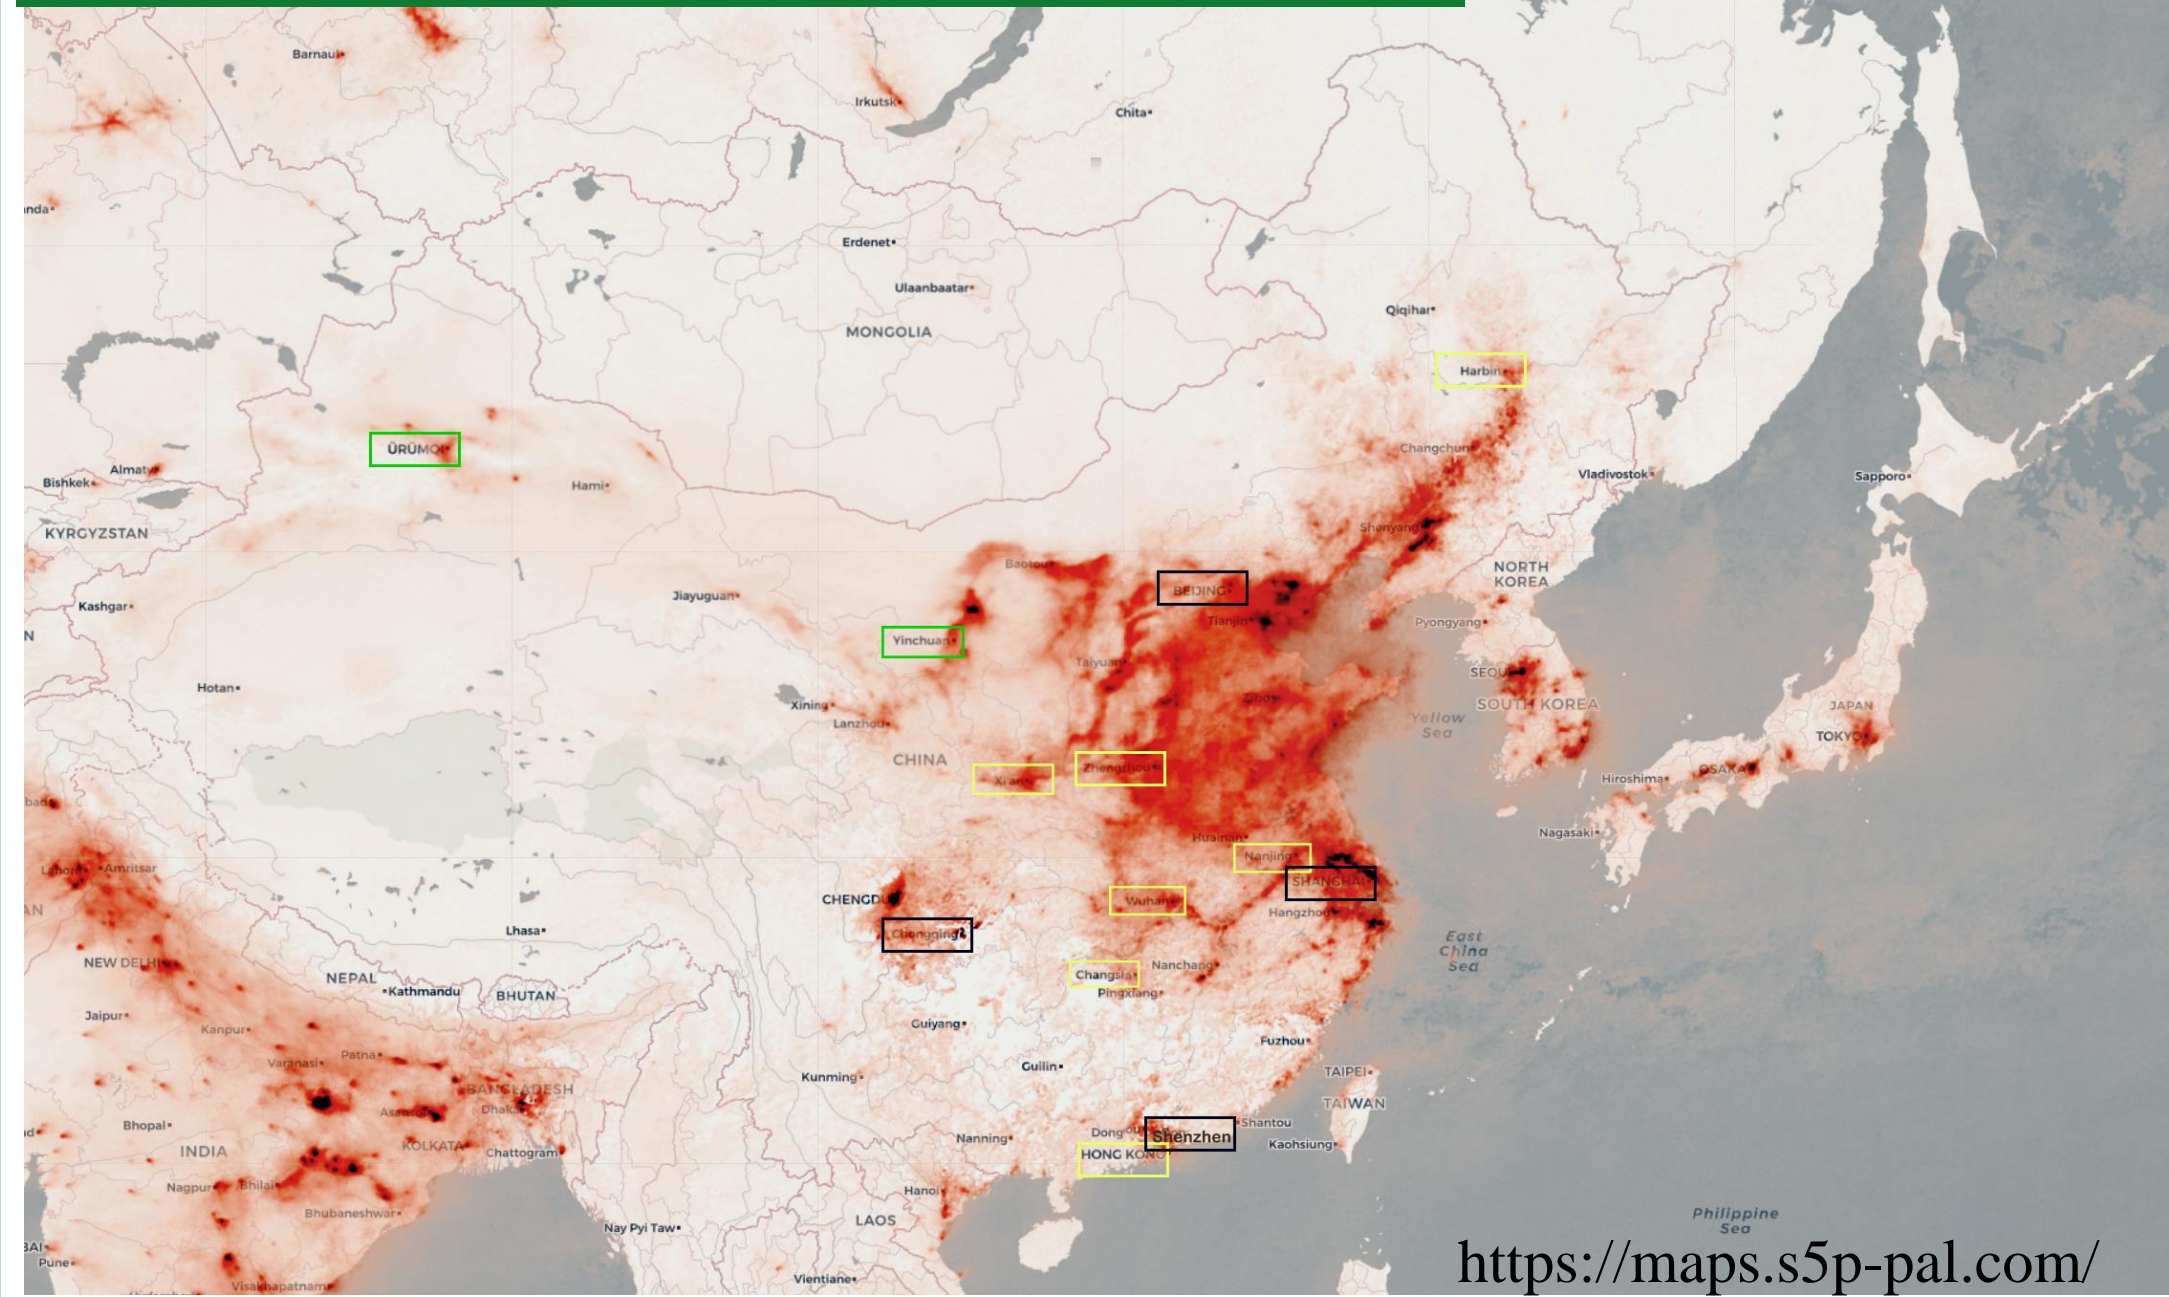 Barnaul
Irkutsk
Chita
Erdenet
Ulaanbaatar
MONGOLIA
Qiqihar
Harbin
ÜRÜMQI
Changchun
Almaty
Bishkek
Hami
Vladivostok
Sapporo
KYRGYZSTAN
Shenyang
Baotou
NORTH
KOREA
BEIJING
Kashgar
Jiayuguan
Tianjin
Pyongyang
Yinchuan
Taiyuan
SEOUL
Hotan
Zibo
Xining
SOUTH KOREA
JAPAN
Lanzhou
Yellow
Sea
TOKYO
CHINA
Zhengzhou
OSAKA
Xi'an
Hiroshima
Nagasaki
Huainan
Nanjing
Lahore
Amritsar
SHANGHAI
CHENGDU
Wuhan
Hangzhou
Lhasa
Chongqing
East
China
Sea
NEW DELHI
Nanchang
NEPAL
Changsha
Kathmandu
BHUTAN
Pingxiang
Jaipur
Kanpur
Guiyang
Fuzhou
Patna
Varanasi
Guilin
TAIPEI
Kunming
BANGLADESH
TAIWAN
Asansol
Dhaka
Bhopal
Shantou
Dong
Shenzhen
Nanning
Kaohsiung
INDIA
KOLKATA
Chattogram
HONG KONG
Nagpur
Bhilai
Hanoi
Bhubaneshwar
LAOS
Philippine
Sea
Nay Pyi Taw
Pune
Vientiane
Visakhapatnam
https://maps.s5p-pal.com/